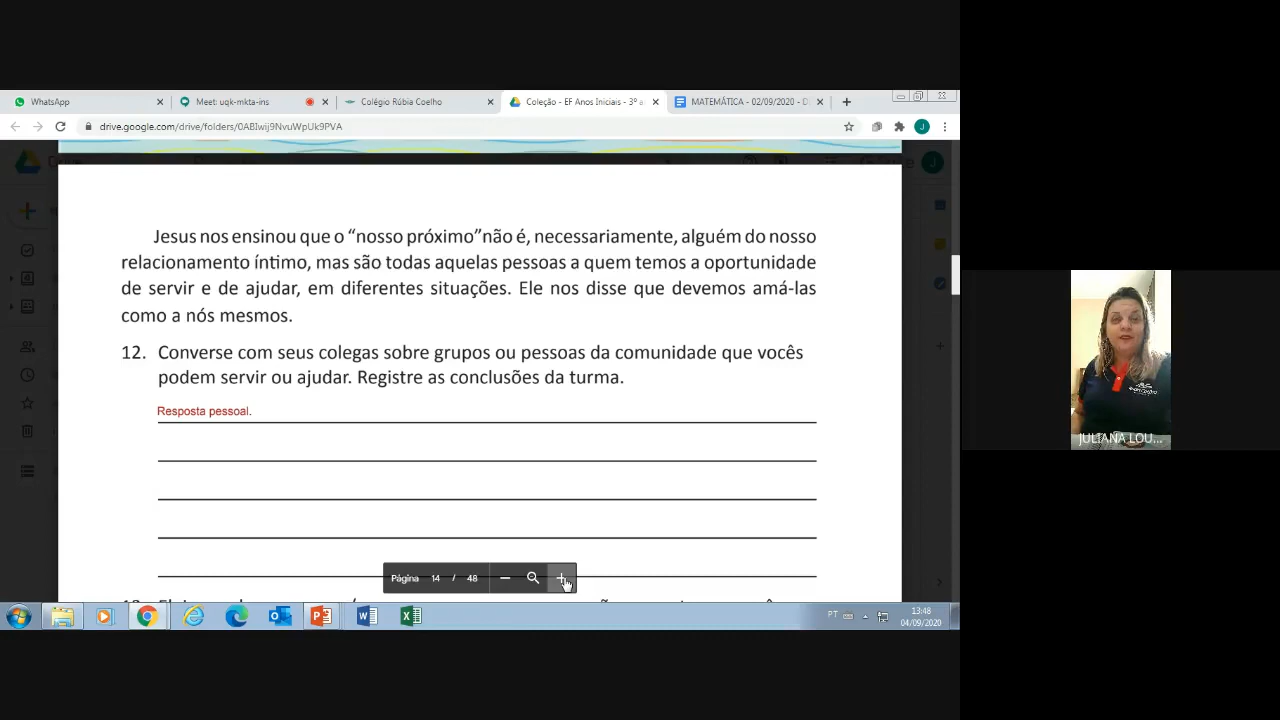 WhatsApp
Meet: uqk-mkta-ins
Colégio Rúbia Coelho
Coleção - EF Anos Iniciais - 3º a
MATEMÁTICA - 02/09/2020 - D
drive.google.com/drive/folders/0ABIwij9NvuWpUk9PVA
Jesus nos ensinou que o “nosso próximo”não é, necessariamente, alguém do nosso
relacionamento íntimo, mas são todas aquelas pessoas a quem temos a oportunidade
de servir e de ajudar, em diferentes situações. Ele nos disse que devemos amá-las
como a nós mesmos.
12. Converse com seus colegas sobre grupos ou pessoas da comunidade que vocês
podem servir ou ajudar. Registre as conclusões da turma.
Resposta pessoal.
Página 14 / 48
JULIANA LOU...
PT
13:48
04/09/2020